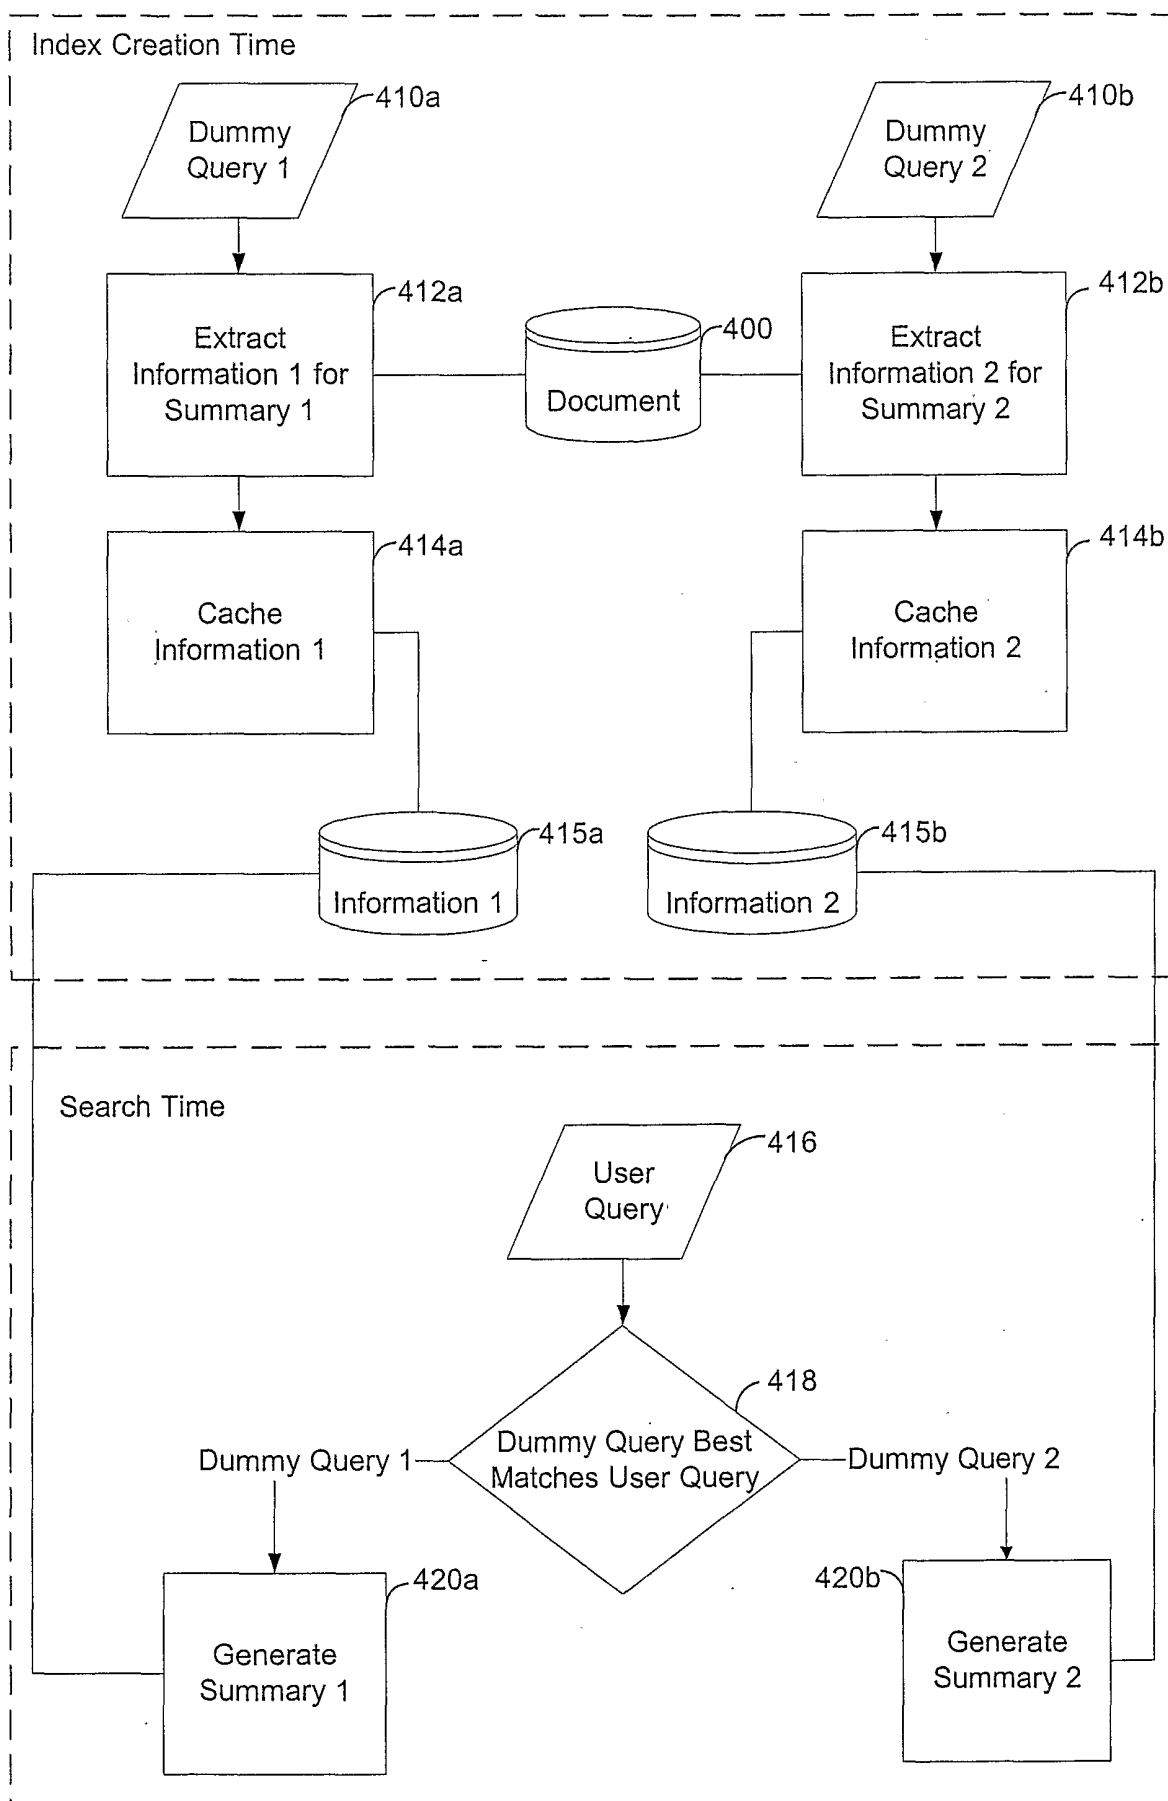 Index Creation Time
410a
Dummy
Query 1
410b
Dummy
Query 2
412a
Extract
Information 1 for
Summary 1
400
Document
412b
Extract
Information 2 for
Summary 2
414a
Cache
Information 1
414b
Cache
Information 2
415a
Information 1
415b
Information 2
Search Time
416
User
Query
418
Dummy Query Best
Matches User Query
Dummy Query 1
Dummy Query 2
420a
Generate
Summary 1
420b
Generate
Summary 2